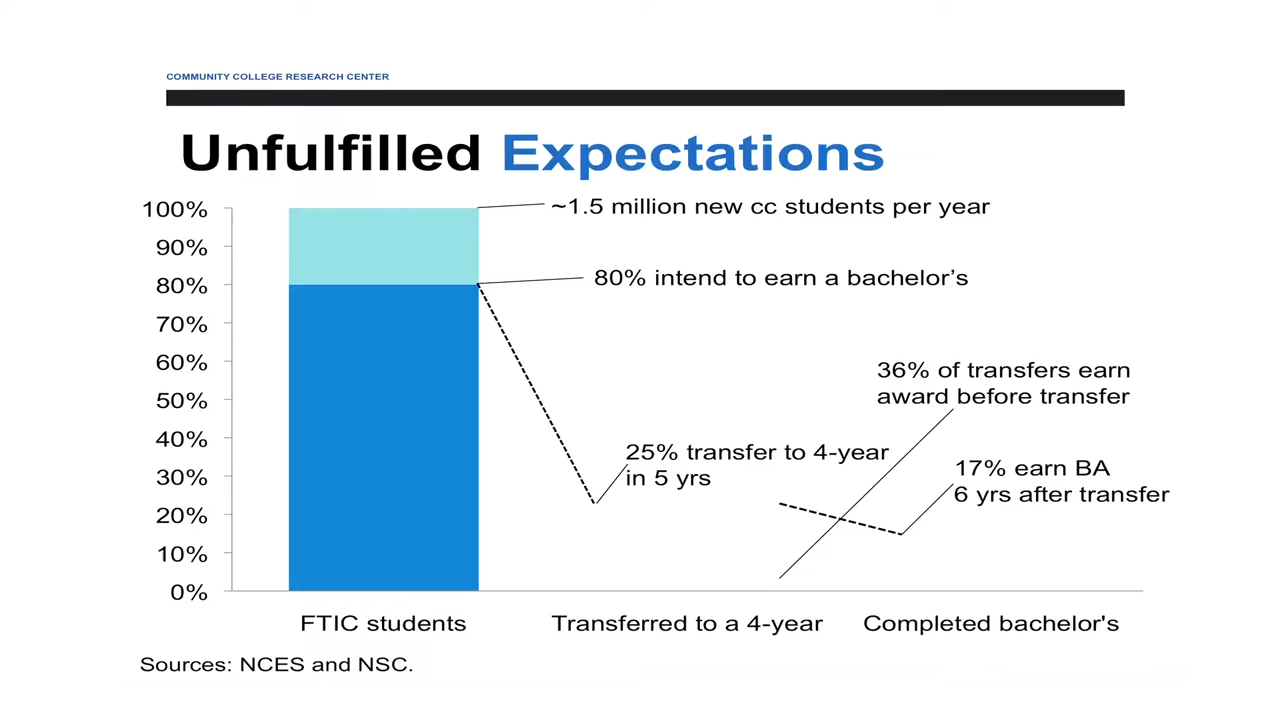 COMMUNITY COLLEGE RESEARCH CENTER
Unfulfilled Expectations
100%
90%
80%
70%
60%
50%
40%
30%
20%
10%
0%
~1.5 million new cc students per year
80% intend to earn a bachelor’s
36% of transfers earn
award before transfer
25% transfer to 4-year
in 5 yrs
17% earn BA
6 yrs after transfer
FTIC students
Transferred to a 4-year
Completed bachelor's
Sources: NCES and NSC.